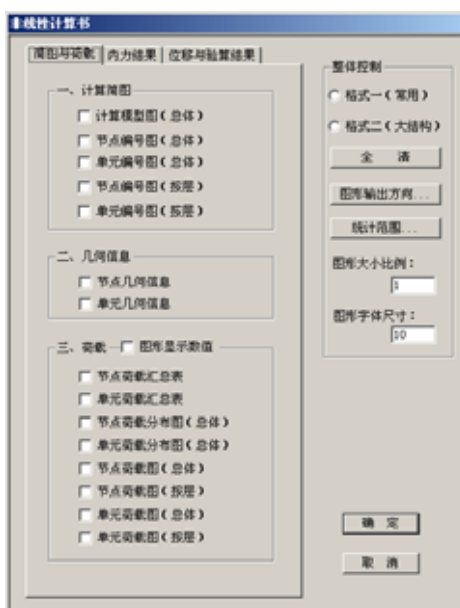 非线性计算书
简图与荷载 内力结果 位移与验算结果
一、计算简图
计算模型图(总体)
节点编号图(总体)
单元编号图(总体)
节点编号图(按层)
单元编号图(按层)
二、几何信息
节点几何信息
单元几何信息
三、荷载 图形显示数值
节点荷载汇总表
单元荷载汇总表
节点荷载分布图(总体)
单元荷载分布图(总体)
节点荷载图(总体)
节点荷载图(按层)
单元荷载图(总体)
单元荷载图(按层)
整体控制
格式一(常用)
格式二(大结构)
全 清
图形输出方向...
统计范围...
图形大小比例:
1
图形字体尺寸:
10
确 定
取 消